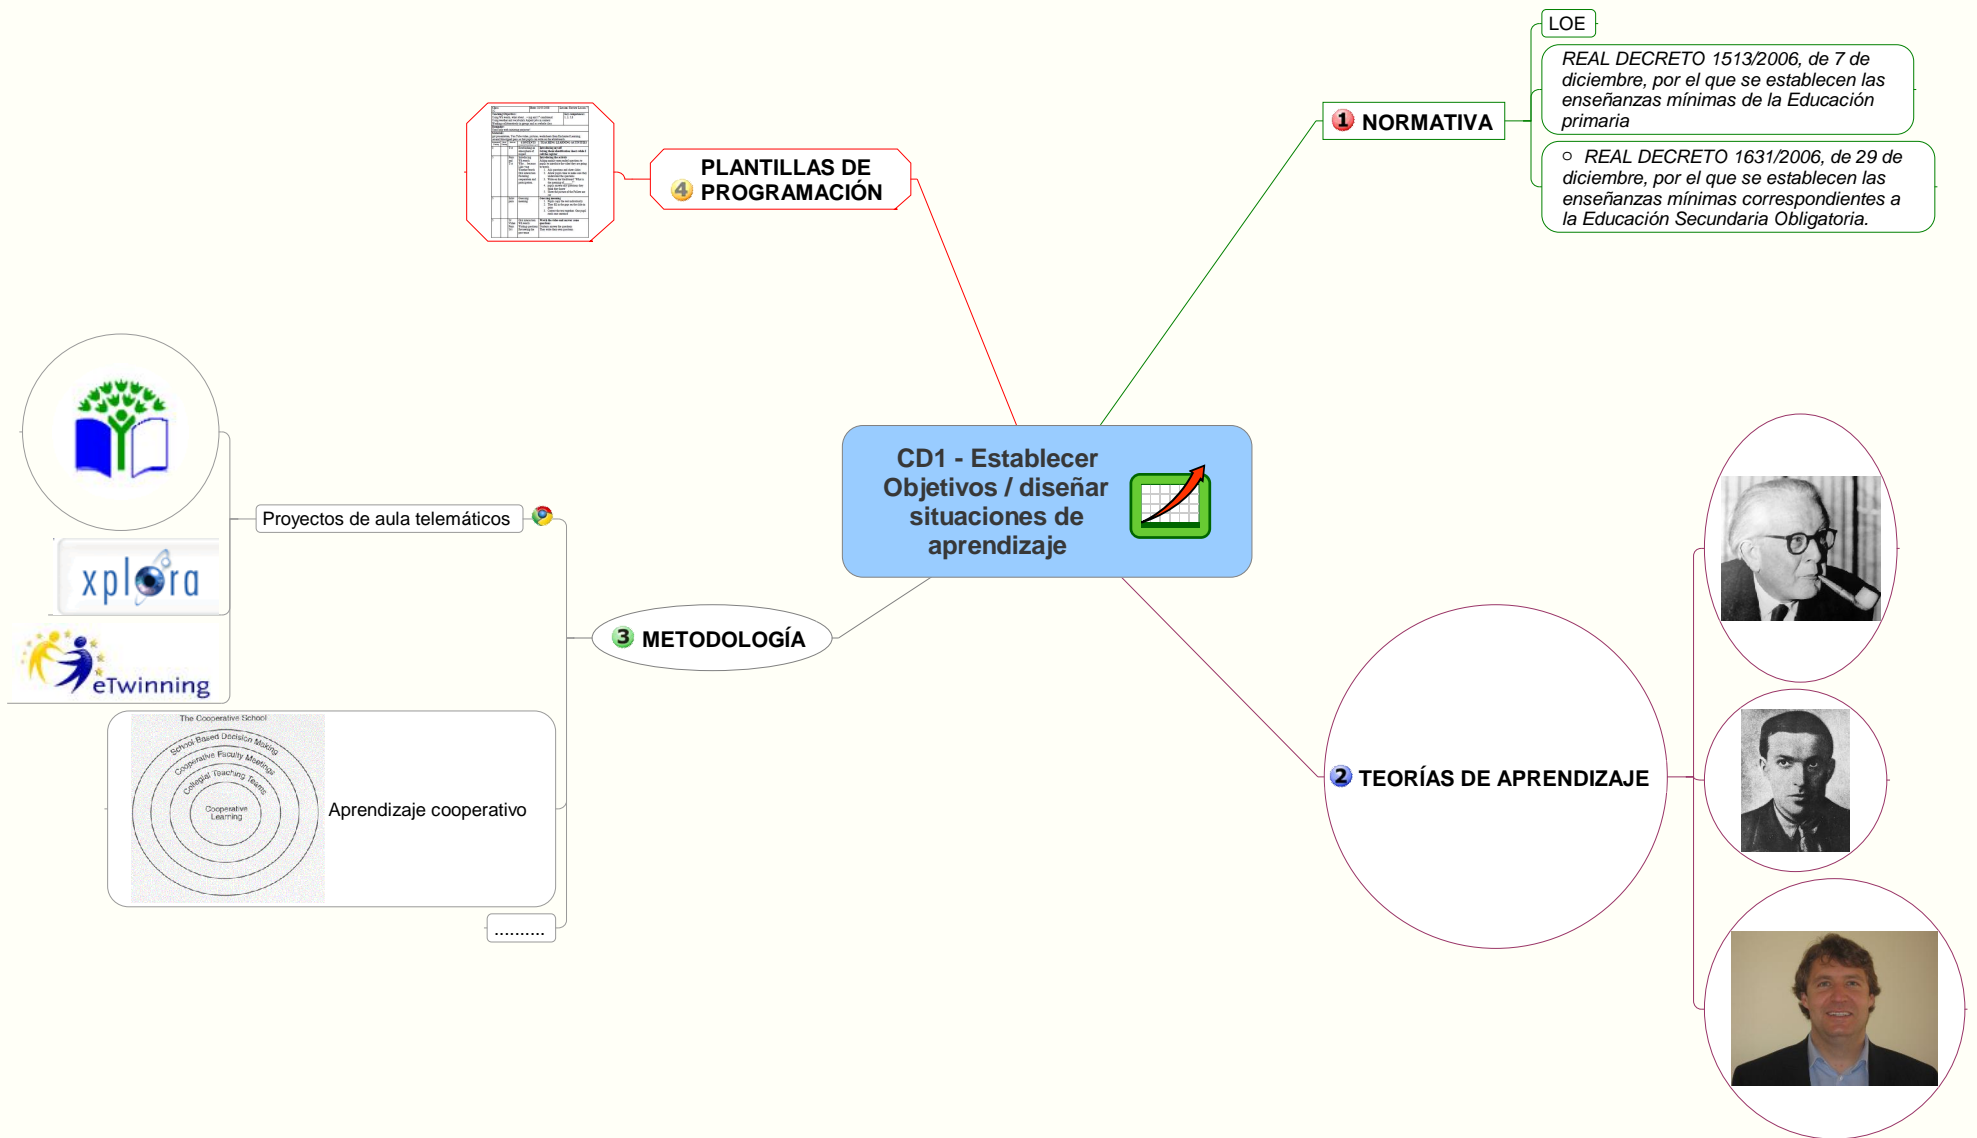 CD1 - Establecer
Objetivos / diseñar
situaciones de
aprendizaje
1 NORMATIVA
LOE
REAL DECRETO 1513/2006, de 7 de
diciembre, por el que se establecen las
enseñanzas mínimas de la Educación
primaria
REAL DECRETO 1631/2006, de 29 de
diciembre, por el que se establecen las
enseñanzas mínimas correspondientes a
la Educación Secundaria Obligatoria.
2 TEORÍAS DE APRENDIZAJE
3 METODOLOGÍA
Proyectos de aula telemáticos
xplora
eTwinning
The Cooperative School
School Based Decision Making
Cooperative Faculty Meetings
Collegial Teaching Teams
Cooperative
Learning
Aprendizaje cooperativo
..........
PLANTILLAS DE
4 PROGRAMACIÓN